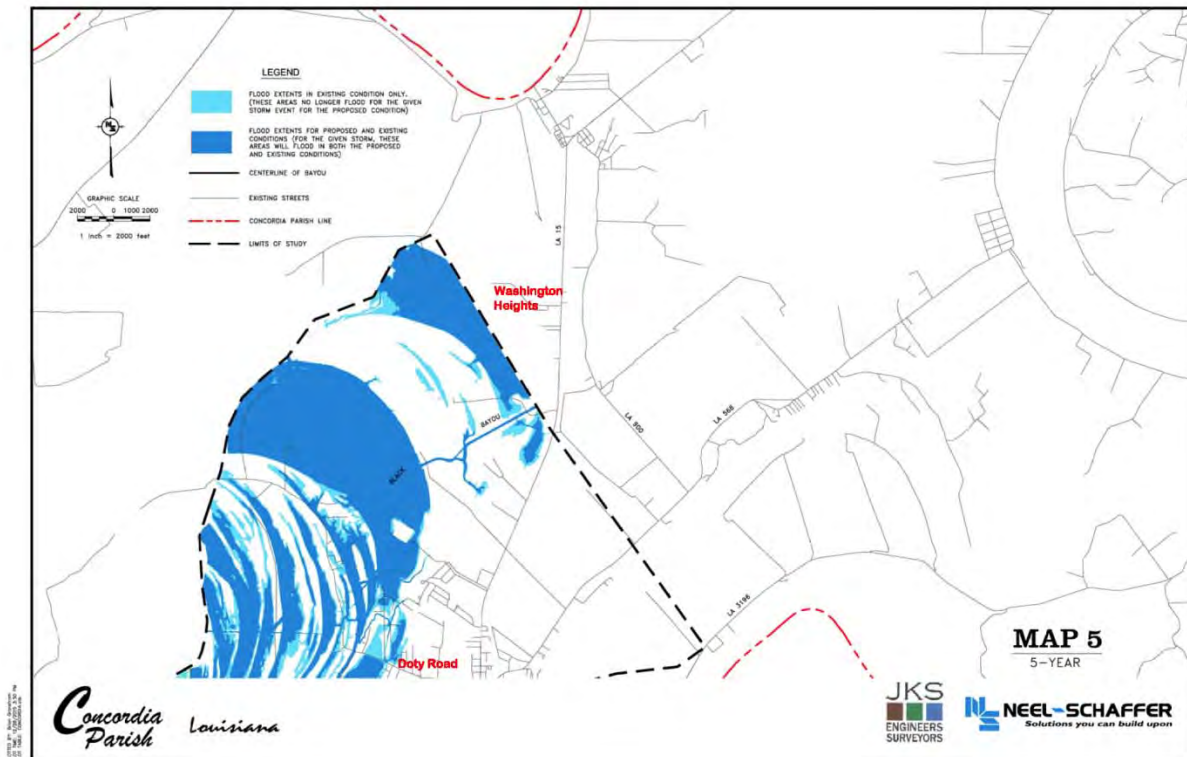 LEGEND
FLOOD EXTENTS IN EXISTING CONDITION ONLY.
(THESE AREAS NO LONGER FLOOD FOR THE GIVEN
STORM EVENT FOR THE PROPOSED CONDITION)
FLOOD EXTENTS FOR PROPOSED AND EXISTING
CONDITIONS (FOR THE GIVEN STORM, THESE
AREAS WILL FLOOD IN BOTH THE PROPOSED
AND EXISTING CONDITIONS)
CENTERLINE OF BAYOU
EXISTING STREETS
CONCORDIA PARISH LINE
LIMITS OF STUDY
NS
GRAPHIC SCALE
2000 0 1000 2000
1 inch = 2000 feet
LA 15
Washington
Heights
LA 900
LA 568
BLACK BAYOU
LA 3196
Doty Road
MAP 5
5-YEAR
Concordia
Parish
Louisiana
JKS
ENGINEERS
SURVEYORS
NS NEEL-SCHAFFER
Solutions you can build upon